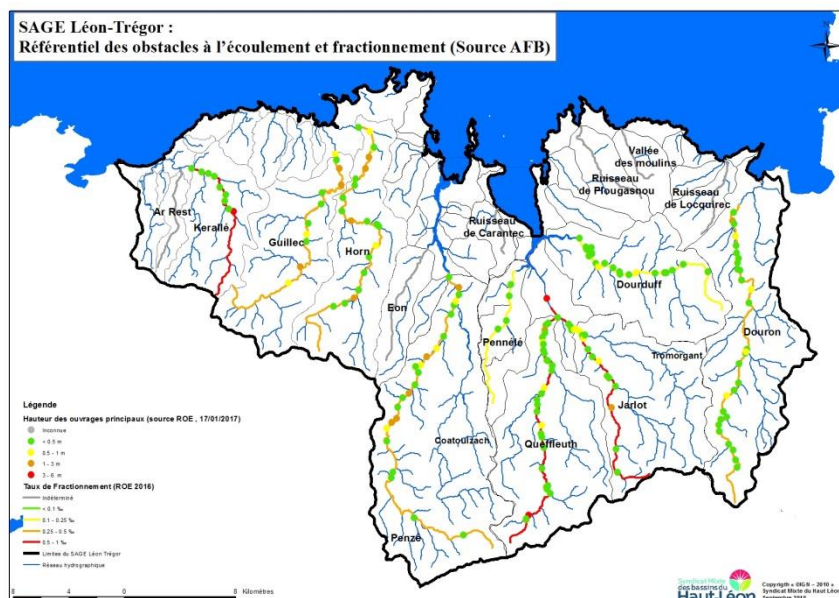 SAGE Léon-Trégor :
Référentiel des obstacles à l'écoulement et fractionnement (Source AFB)
Vallée
des moulins
Ruisseau
de Plougasnou
Ruisseau
de Locquirec
Ar Rest
Kerallé
Guillec
Horn
Ruisseau
de Carantec
Eon
Dourduff
Douron
Pennélé
Tromorgant
Jarlot
Coatoulzach
Queffleuth
Penzé
Légende
Hauteur des ouvrages principaux (source ROE , 17/01/2017)
Inconnue
< 0.5 m
0.5 - 1 m
1 - 3 m
3 - 6 m
Taux de Fractionnement (ROE 2016)
Indéterminé
< 0.1 ‰
0.1 - 0.25 ‰
0.25 - 0.5 ‰
0.5 - 1 ‰
Limites du SAGE Léon Trégor
Réseau hydrographique
8 4 0 8 Kilomètres
Syndicat Mixte
des bassins du
Haut-Léon
Copyrigth « ©IGN – 2010 »
Syndicat Mixte du Haut Léon